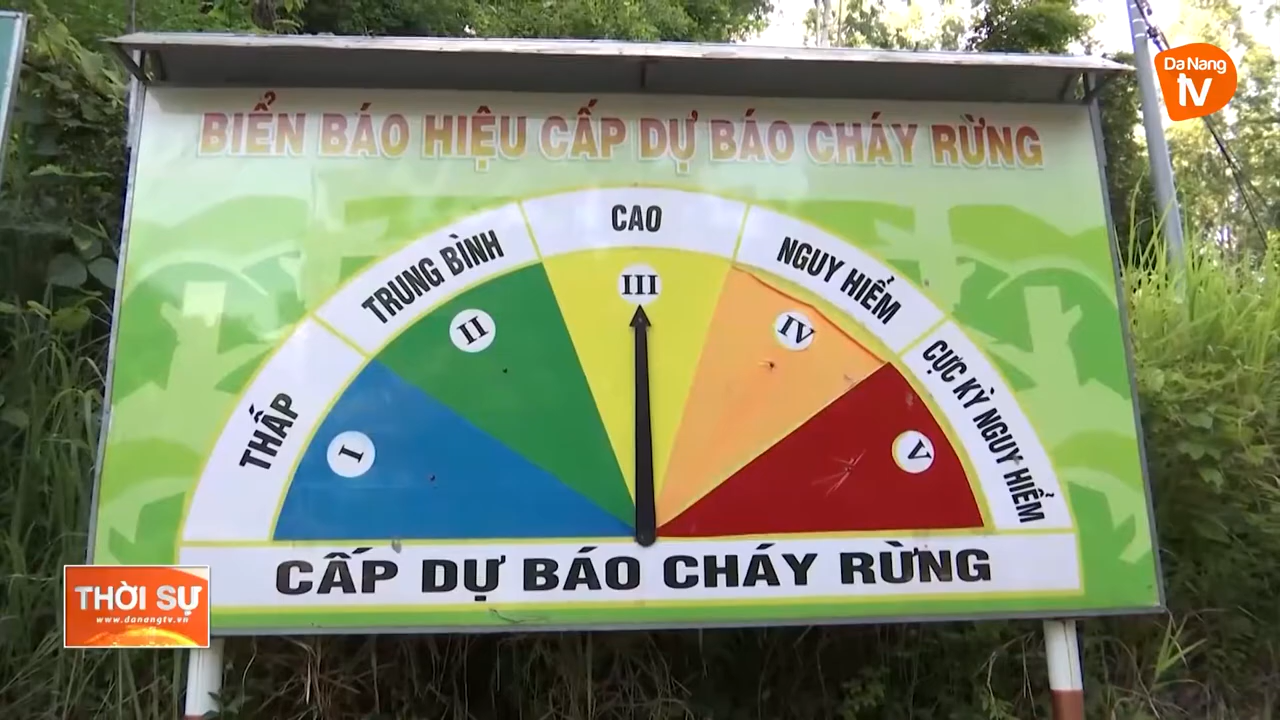 Da Nang
tv
BIỂN BÁO HIỆU CẤP DỰ BÁO CHÁY RỪNG
THẤP
TRUNG BÌNH
CAO
NGUY HIỂM
CỰC KỲ NGUY HIỂM
I
II
III
IV
V
CẤP DỰ BÁO CHÁY RỪNG
THỜI SỰ
www.danangtv.vn